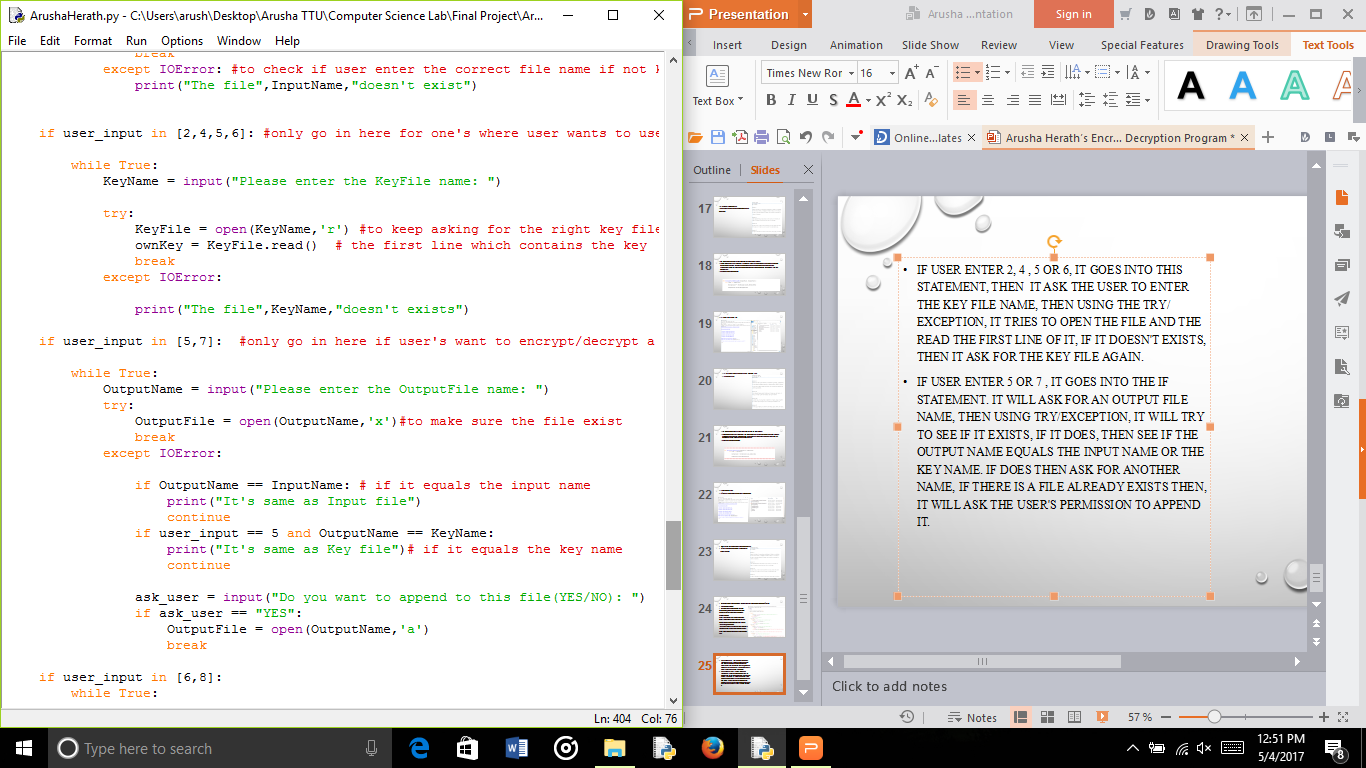 ArushaHerath.py - C:\Users\arush\Desktop\Arusha TTU\Computer Science Lab\Final Project\Ar...
File Edit Format Run Options Window Help
break
except IOError: #to check if user enter the correct file name if not
print("The file",InputName,"doesn't exist")
if user_input in [2,4,5,6]: #only go in here for one's where user wants to use
while True:
KeyName = input("Please enter the KeyFile name: ")
try:
KeyFile = open(KeyName,'r') #to keep asking for the right key file
ownKey = KeyFile.read()  # the first line which contains the key
break
except IOError:
print("The file",KeyName,"doesn't exists")
if user_input in [5,7]:  #only go in here if user's want to encrypt/decrypt a
while True:
OutputName = input("Please enter the OutputFile name: ")
try:
OutputFile = open(OutputName,'x')#to make sure the file exist
break
except IOError:
if OutputName == InputName: # if it equals the input name
print("It's same as Input file")
continue
if user_input == 5 and OutputName == KeyName:
print("It's same as Key file")# if it equals the key name
continue
ask_user = input("Do you want to append to this file(YES/NO): ")
if ask_user == "YES":
OutputFile = open(OutputName,'a')
break
if user_input in [6,8]:
while True:
Ln: 404 Col: 76
Presentation
Arusha ...ntation
Sign in
Insert Design Animation Slide Show Review View Special Features Drawing Tools Text Tools
Text Box
Times New Ror 16
Online...lates
Arusha Herath's Encr... Decryption Program *
Outline Slides
17
18
19
20
21
22
23
24
25
• IF USER ENTER 2, 4 , 5 OR 6, IT GOES INTO THIS
STATEMENT, THEN IT ASK THE USER TO ENTER
THE KEY FILE NAME, THEN USING THE TRY/
EXCEPTION, IT TRIES TO OPEN THE FILE AND THE
READ THE FIRST LINE OF IT, IF IT DOESN'T EXISTS,
THEN IT ASK FOR THE KEY FILE AGAIN.
• IF USER ENTER 5 OR 7 , IT GOES INTO THE IF
STATEMENT. IT WILL ASK FOR AN OUTPUT FILE
NAME, THEN USING TRY/EXCEPTION, IT WILL TRY
TO SEE IF IT EXISTS, IF IT DOES, THEN SEE IF THE
OUTPUT NAME EQUALS THE INPUT NAME OR THE
KEY NAME. IF DOES THEN ASK FOR ANOTHER
NAME, IF THERE IS A FILE ALREADY EXISTS THEN,
IT WILL ASK THE USER'S PERMISSION TO APPEND
IT.
Click to add notes
Notes
57 %
Type here to search
12:51 PM
5/4/2017
8